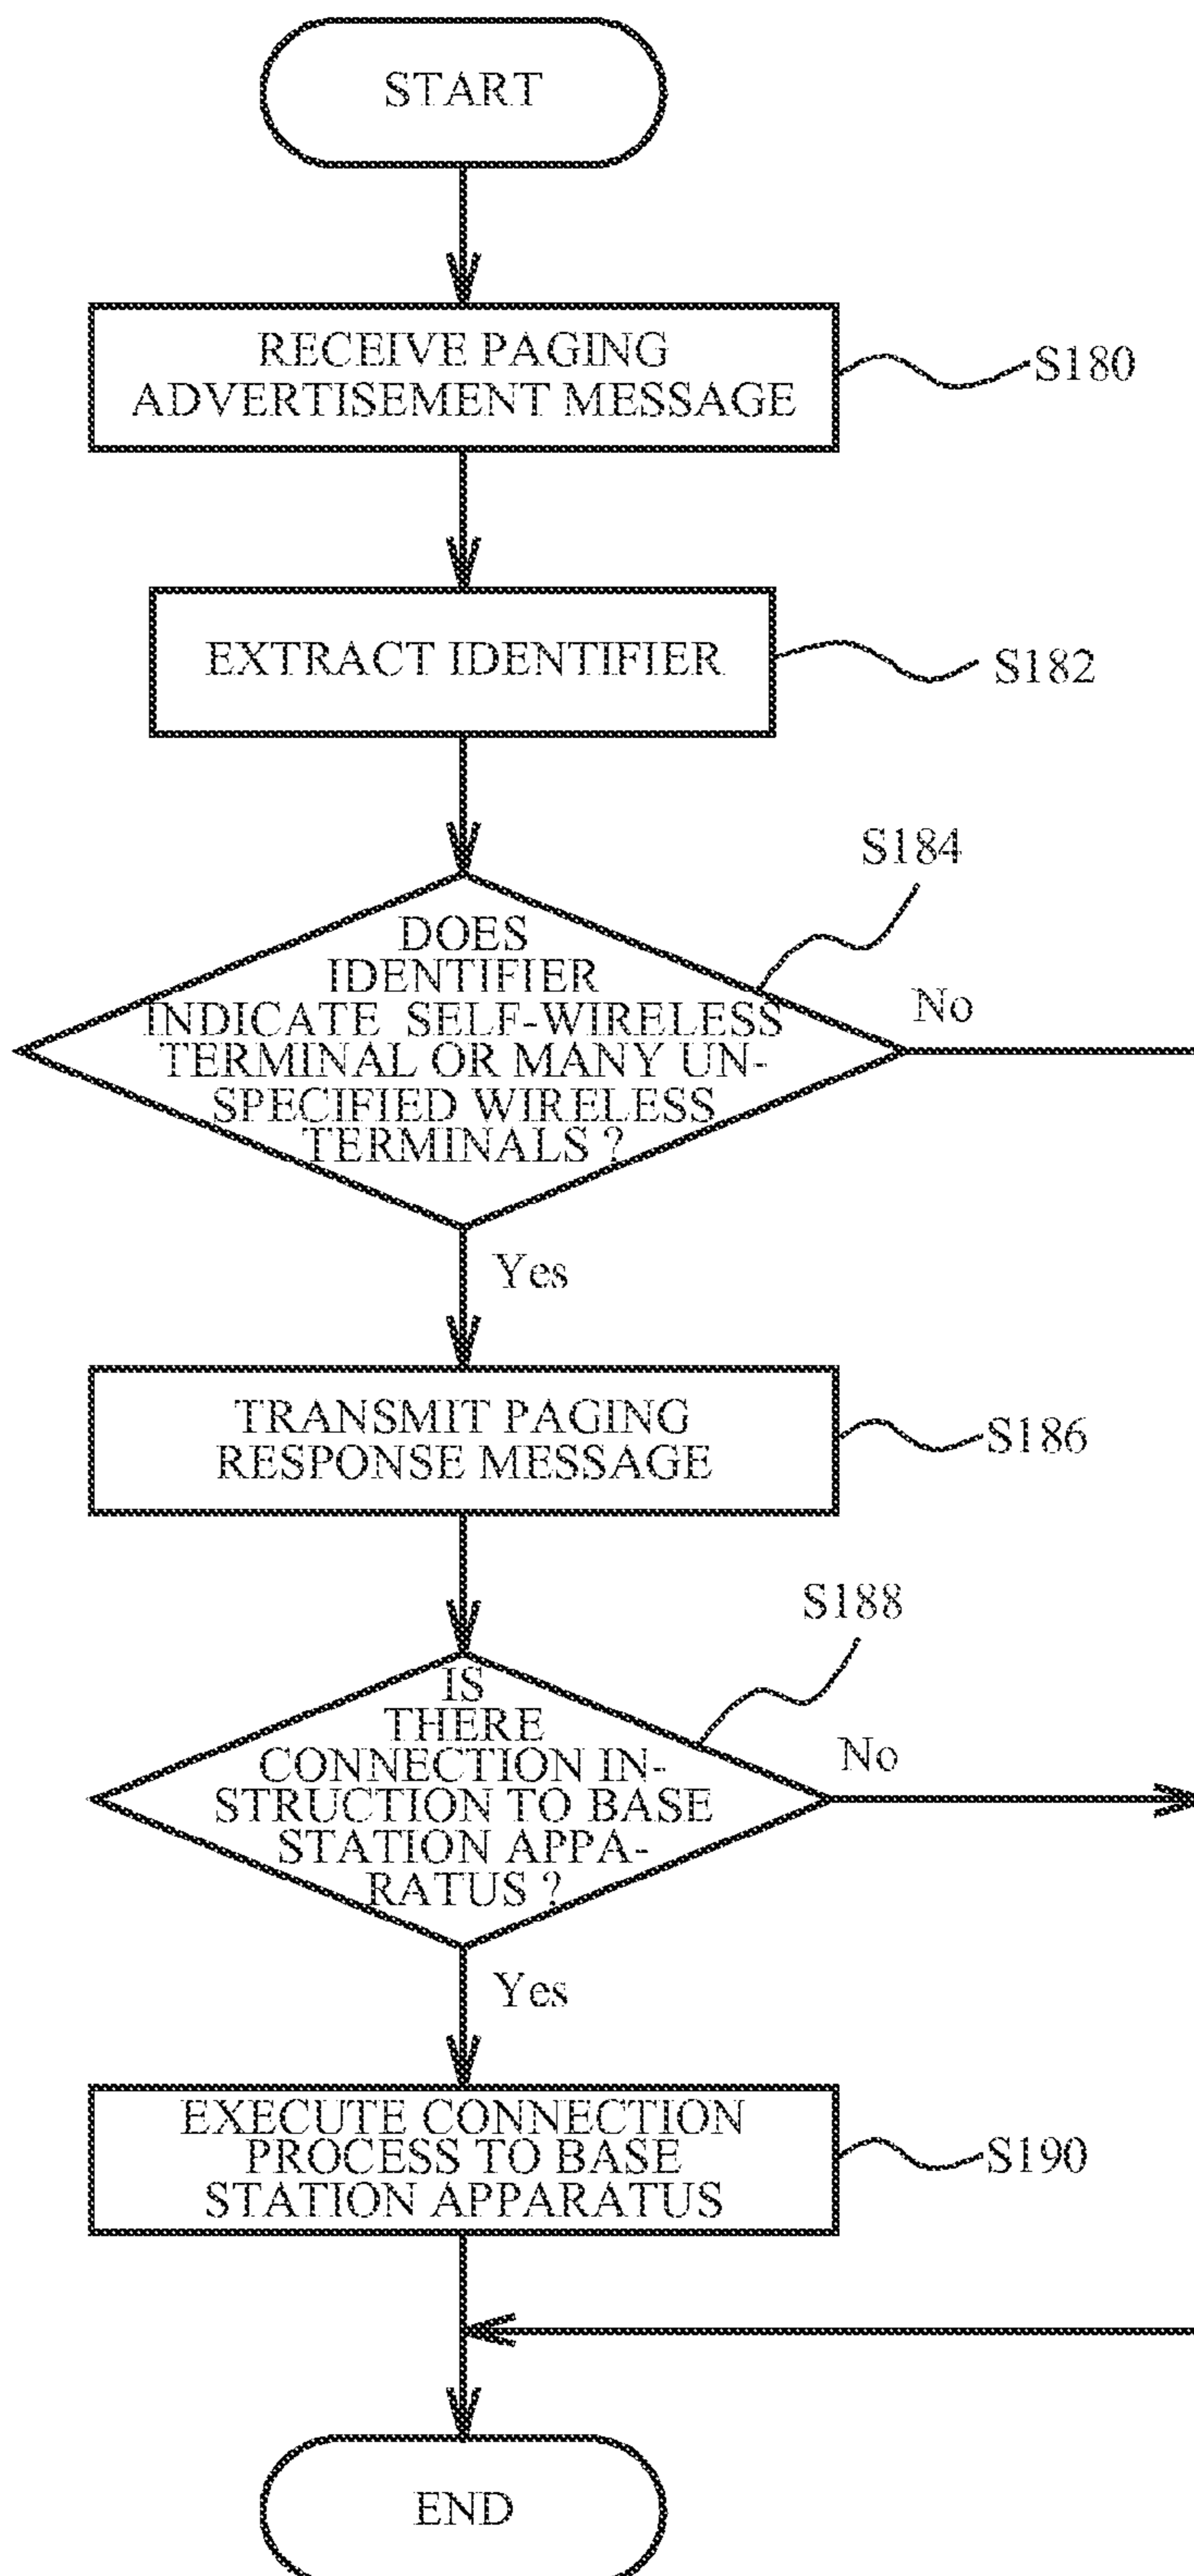 START
RECEIVE PAGING
ADVERTISEMENT MESSAGE
S180
EXTRACT IDENTIFIER
S182
S184
DOES
IDENTIFIER
INDICATE SELF-WIRELESS
TERMINAL OR MANY UN-
SPECIFIED WIRELESS
TERMINALS ?
No
Yes
TRANSMIT PAGING
RESPONSE MESSAGE
S186
S188
IS
THERE
CONNECTION IN-
STRUCTION TO BASE
STATION APPA-
RATUS ?
No
Yes
EXECUTE CONNECTION
PROCESS TO BASE
STATION APPARATUS
S190
END